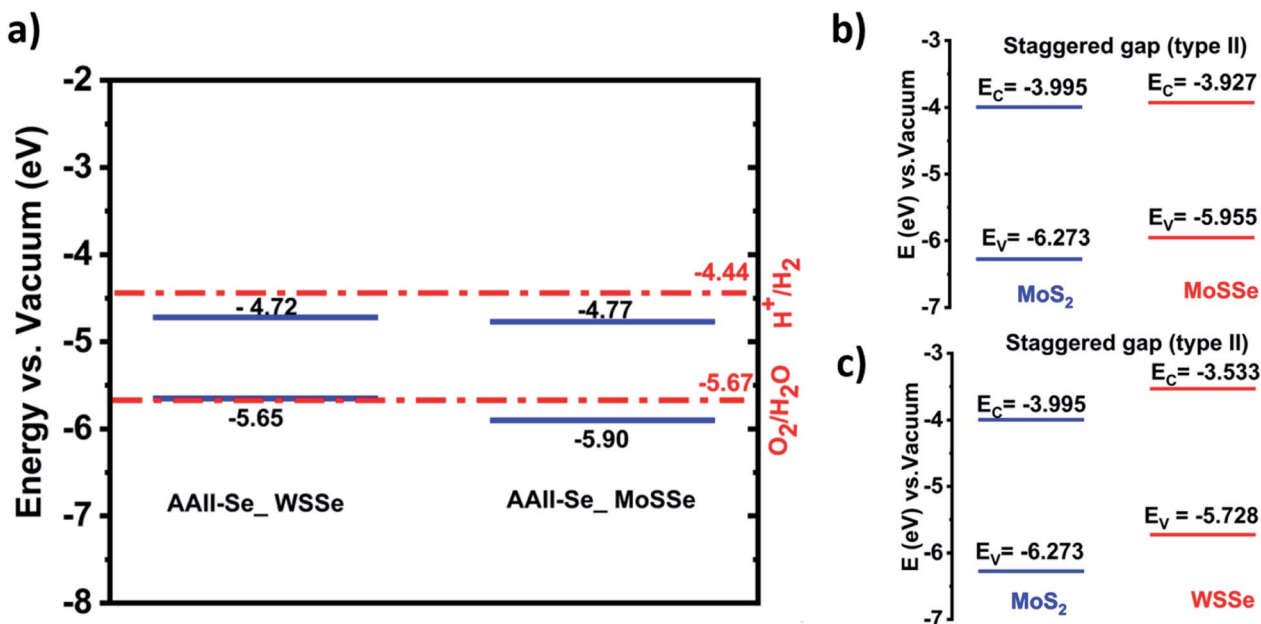 a)
Energy vs. Vacuum (eV)
-2
-3
-4
-5
-6
-7
-8
-4.44
H+/H2
- 4.72
-4.77
-5.67
O2/H2O
-5.65
-5.90
AAII-Se_ WSSe
AAII-Se_ MoSSe
b)
Staggered gap (type II)
E (eV) vs.Vacuum
-3
-4
-5
-6
-7
EC= -3.995
EC= -3.927
EV= -6.273
EV= -5.955
MoS2
MoSSe
c)
Staggered gap (type II)
E (eV) vs.Vacuum
-3
-4
-5
-6
-7
EC= -3.995
EC= -3.533
EV= -6.273
EV = -5.728
MoS2
WSSe